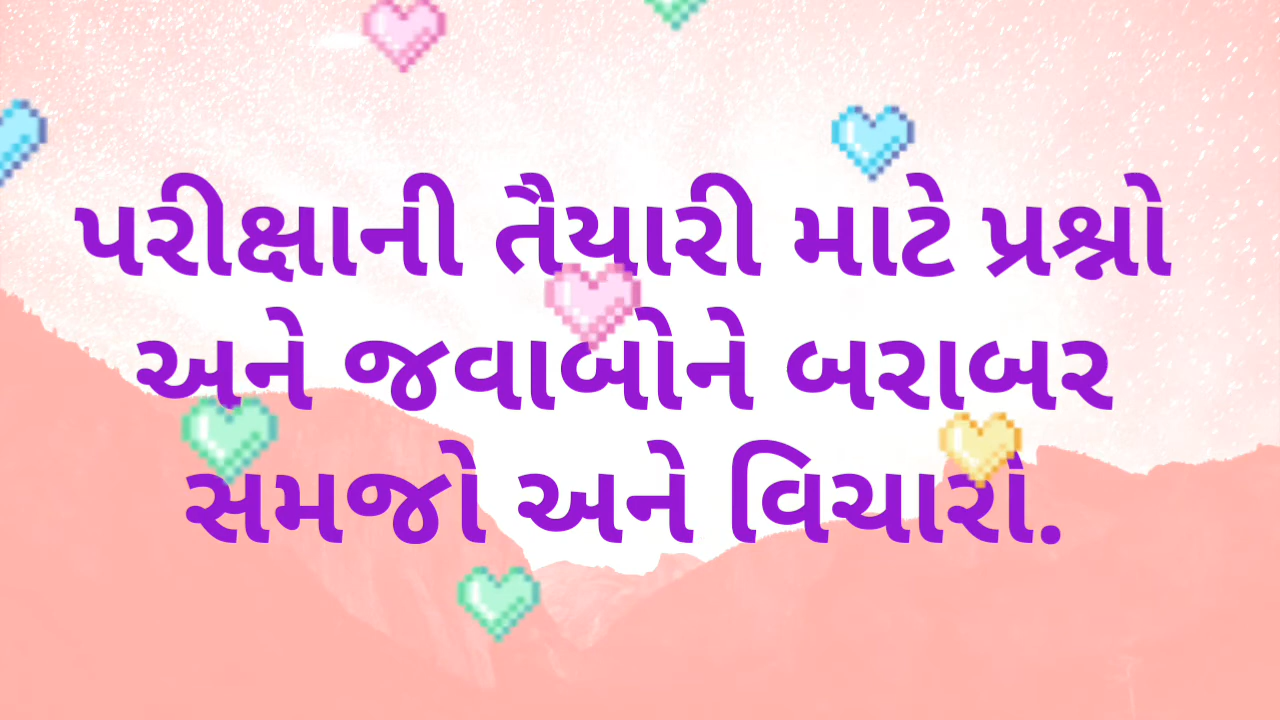 પરીક્ષાની તૈયારી માટે પ્રશ્નો
અને જવાબોને બરાબર
સમજો અને વિચારો.